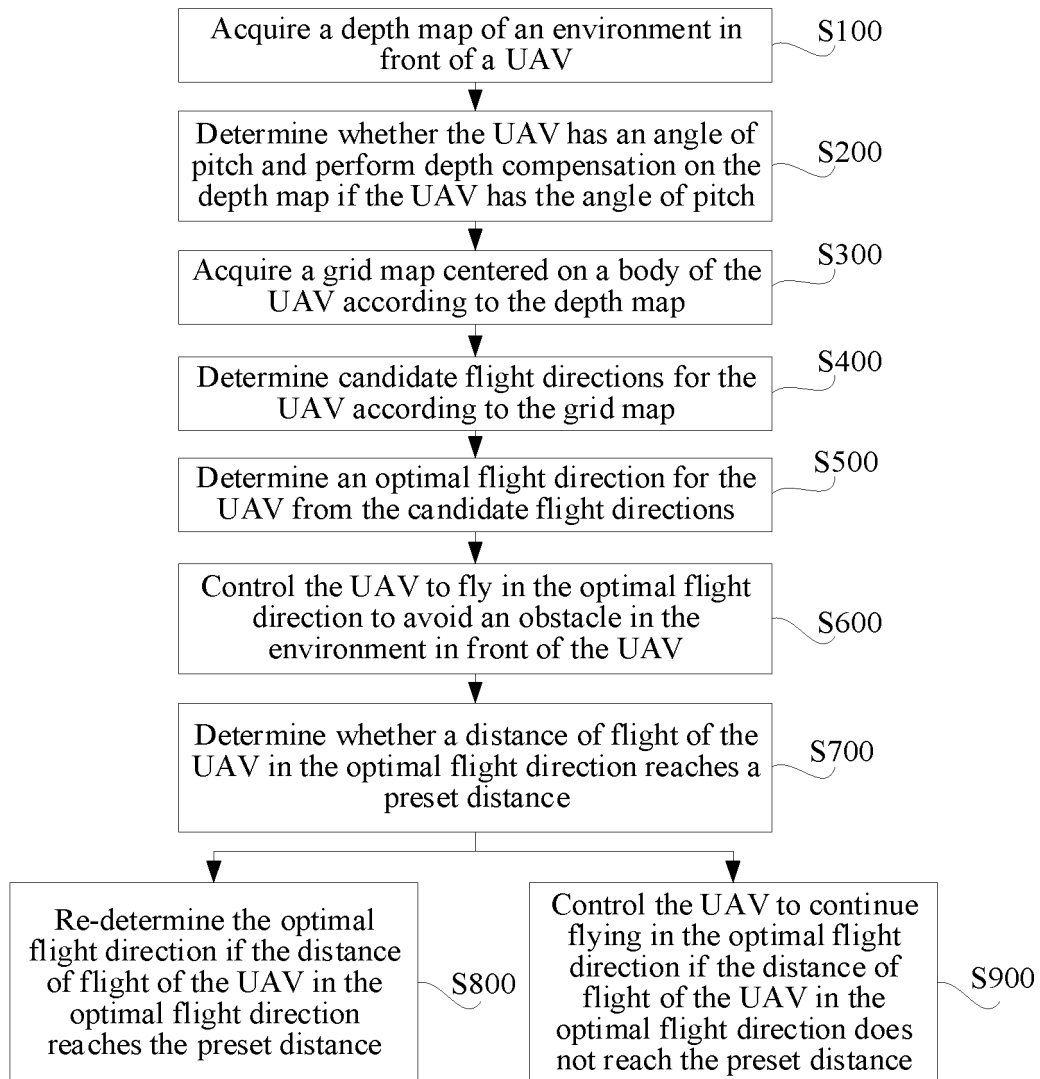 Acquire a depth map of an environment in
front of a UAV
S100
Determine whether the UAV has an angle of
pitch and perform depth compensation on the
depth map if the UAV has the angle of pitch
S200
Acquire a grid map centered on a body of the
UAV according to the depth map
S300
Determine candidate flight directions for the
UAV according to the grid map
S400
Determine an optimal flight direction for the
UAV from the candidate flight directions
S500
Control the UAV to fly in the optimal flight
direction to avoid an obstacle in the
environment in front of the UAV
S600
Determine whether a distance of flight of the
UAV in the optimal flight direction reaches a
preset distance
S700
Re-determine the optimal
flight direction if the distance
of flight of the UAV in the
optimal flight direction
reaches the preset distance
S800
Control the UAV to continue
flying in the optimal flight
direction if the distance of
flight of the UAV in the
optimal flight direction does
not reach the preset distance
S900